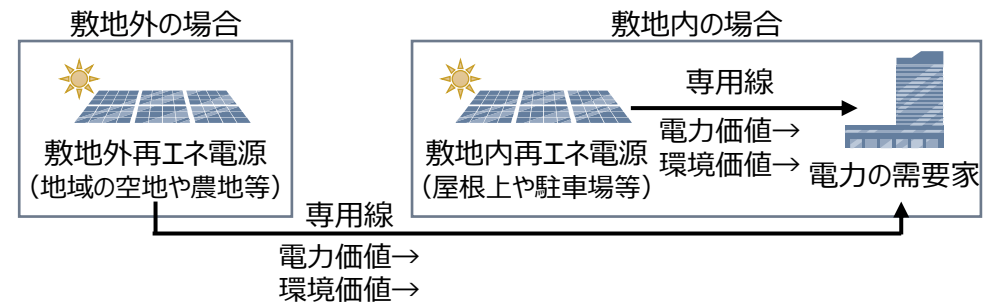 敷地外の場合
敷地外再エネ電源
（地域の空地や農地等）
敷地内の場合
敷地内再エネ電源
（屋根上や駐車場等）
専用線
電力価値→
環境価値→
電力の需要家
専用線
電力価値→
環境価値→